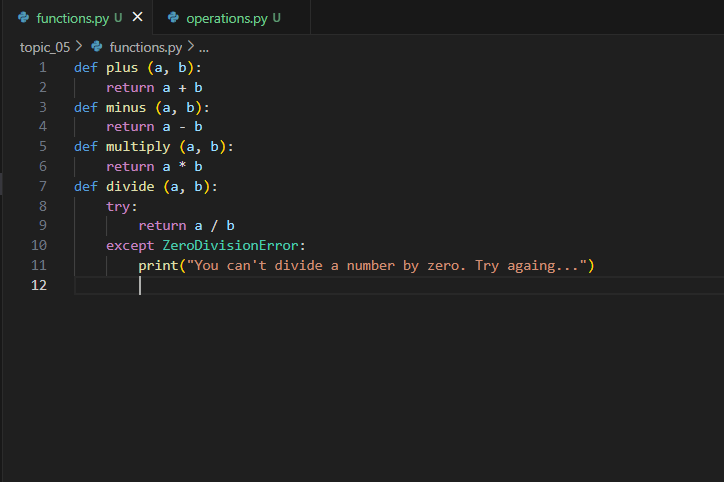 functions.py U ×
operations.py U
topic_05 > functions.py > ...
1 def plus (a, b):
2     return a + b
3 def minus (a, b):
4     return a - b
5 def multiply (a, b):
6     return a * b
7 def divide (a, b):
8     try:
9         return a / b
10     except ZeroDivisionError:
11         print("You can't divide a number by zero. Try againg...")
12